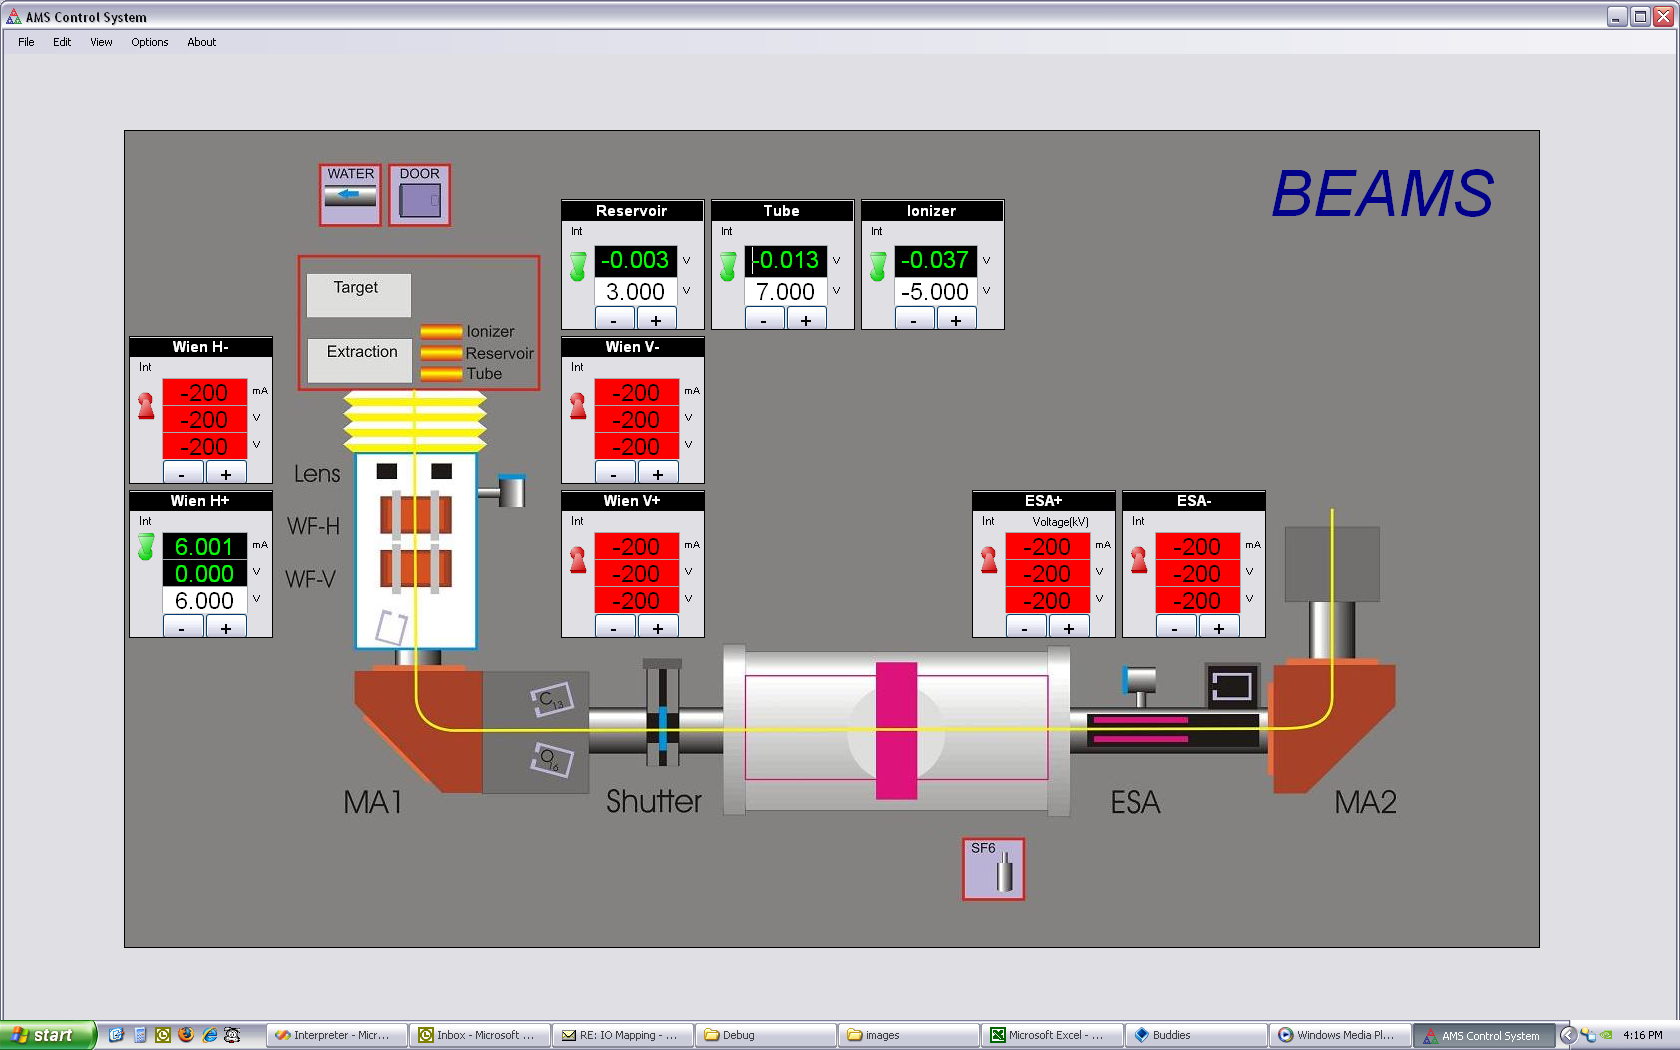 AMS Control System
File Edit View Options About
BEAMS
WATER
DOOR
Target
Extraction
Ionizer
Reservoir
Tube
Reservoir
Int
-0.003 V
3.000 V
- +
Tube
Int
-0.013 V
7.000 V
- +
Ionizer
Int
-0.037 V
-5.000 V
- +
Wien H-
Int
-200 mA
-200 V
-200 V
- +
Wien V-
Int
-200 mA
-200 V
-200 V
- +
Lens
WF-H
WF-V
Wien H+
Int
6.001 mA
0.000 V
6.000 V
- +
Wien V+
Int
-200 mA
-200 V
-200 V
- +
ESA+
Int Voltage(kV)
-200 mA
-200 V
-200 V
- +
ESA-
Int
-200 mA
-200 V
-200 V
- +
C13
O16
MA1
Shutter
ESA
MA2
SF6
start
Interpreter - Micr...
Inbox - Microsoft ...
RE: IO Mapping - ...
Debug
images
Microsoft Excel - ...
Buddies
Windows Media Pl...
AMS Control System
4:16 PM